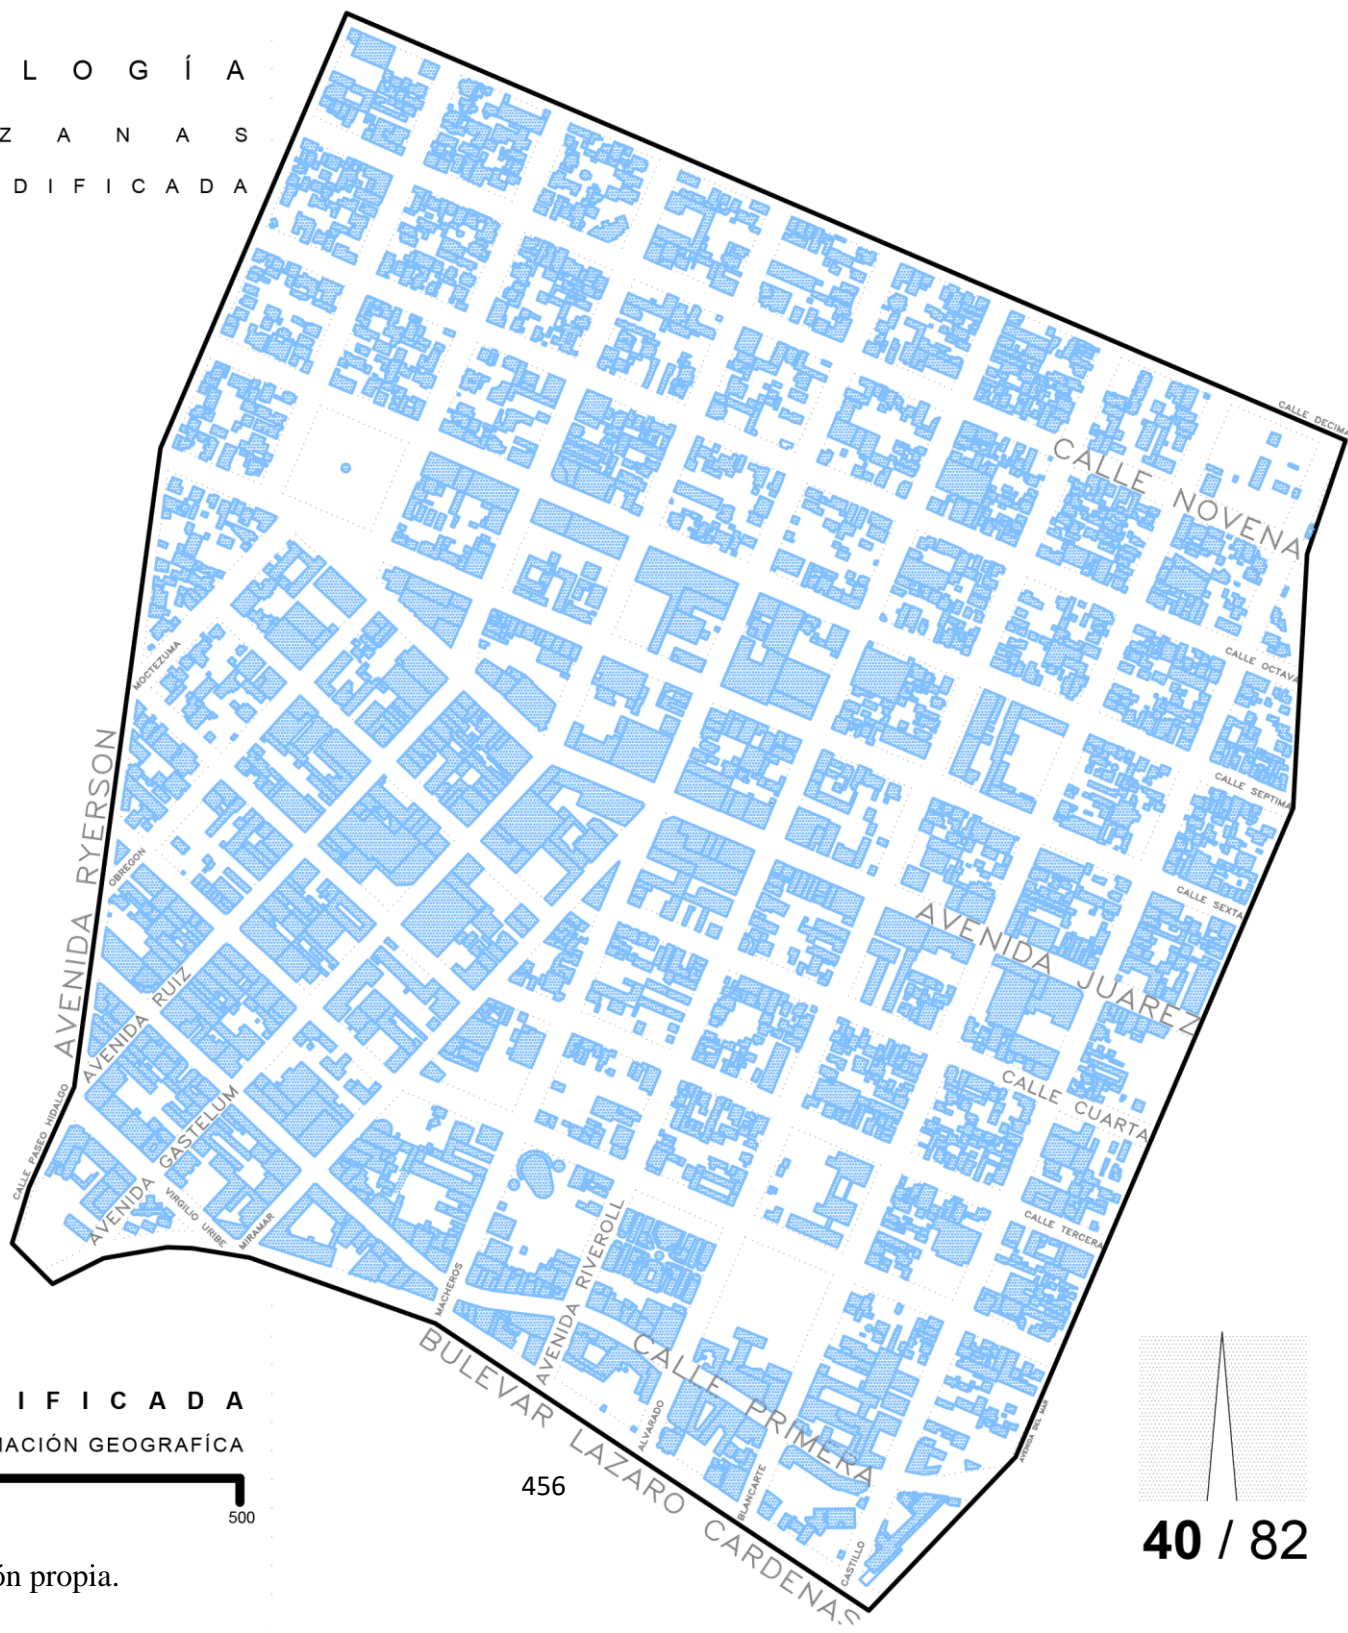 L O G Í A
Z A N A S
D I F I C A D A
CALLE DECIMA
CALLE NOVENA
CALLE OCTAVA
MOCTEZUMA
AVENIDA RYERSON
CALLE SEPTIMA
OBREGON
CALLE SEXTA
AVENIDA JUAREZ
AVENIDA RUIZ
CALLE CUARTA
CALLE PASEO HIDALGO
AVENIDA GASTELUM
VIRGILIO URIBE
MIRAMAR
CALLE TERCERA
MACHEROS
AVENIDA RIVEROLL
CALLE PRIMERA
BULEVAR LAZARO CARDENAS
ALVARADO
BLANCARTE
CASTILLO
AVENIDA DEL MAR
I F I C A D A
MACIÓN GEOGRAFÍCA
500
456
40 / 82
ón propia.